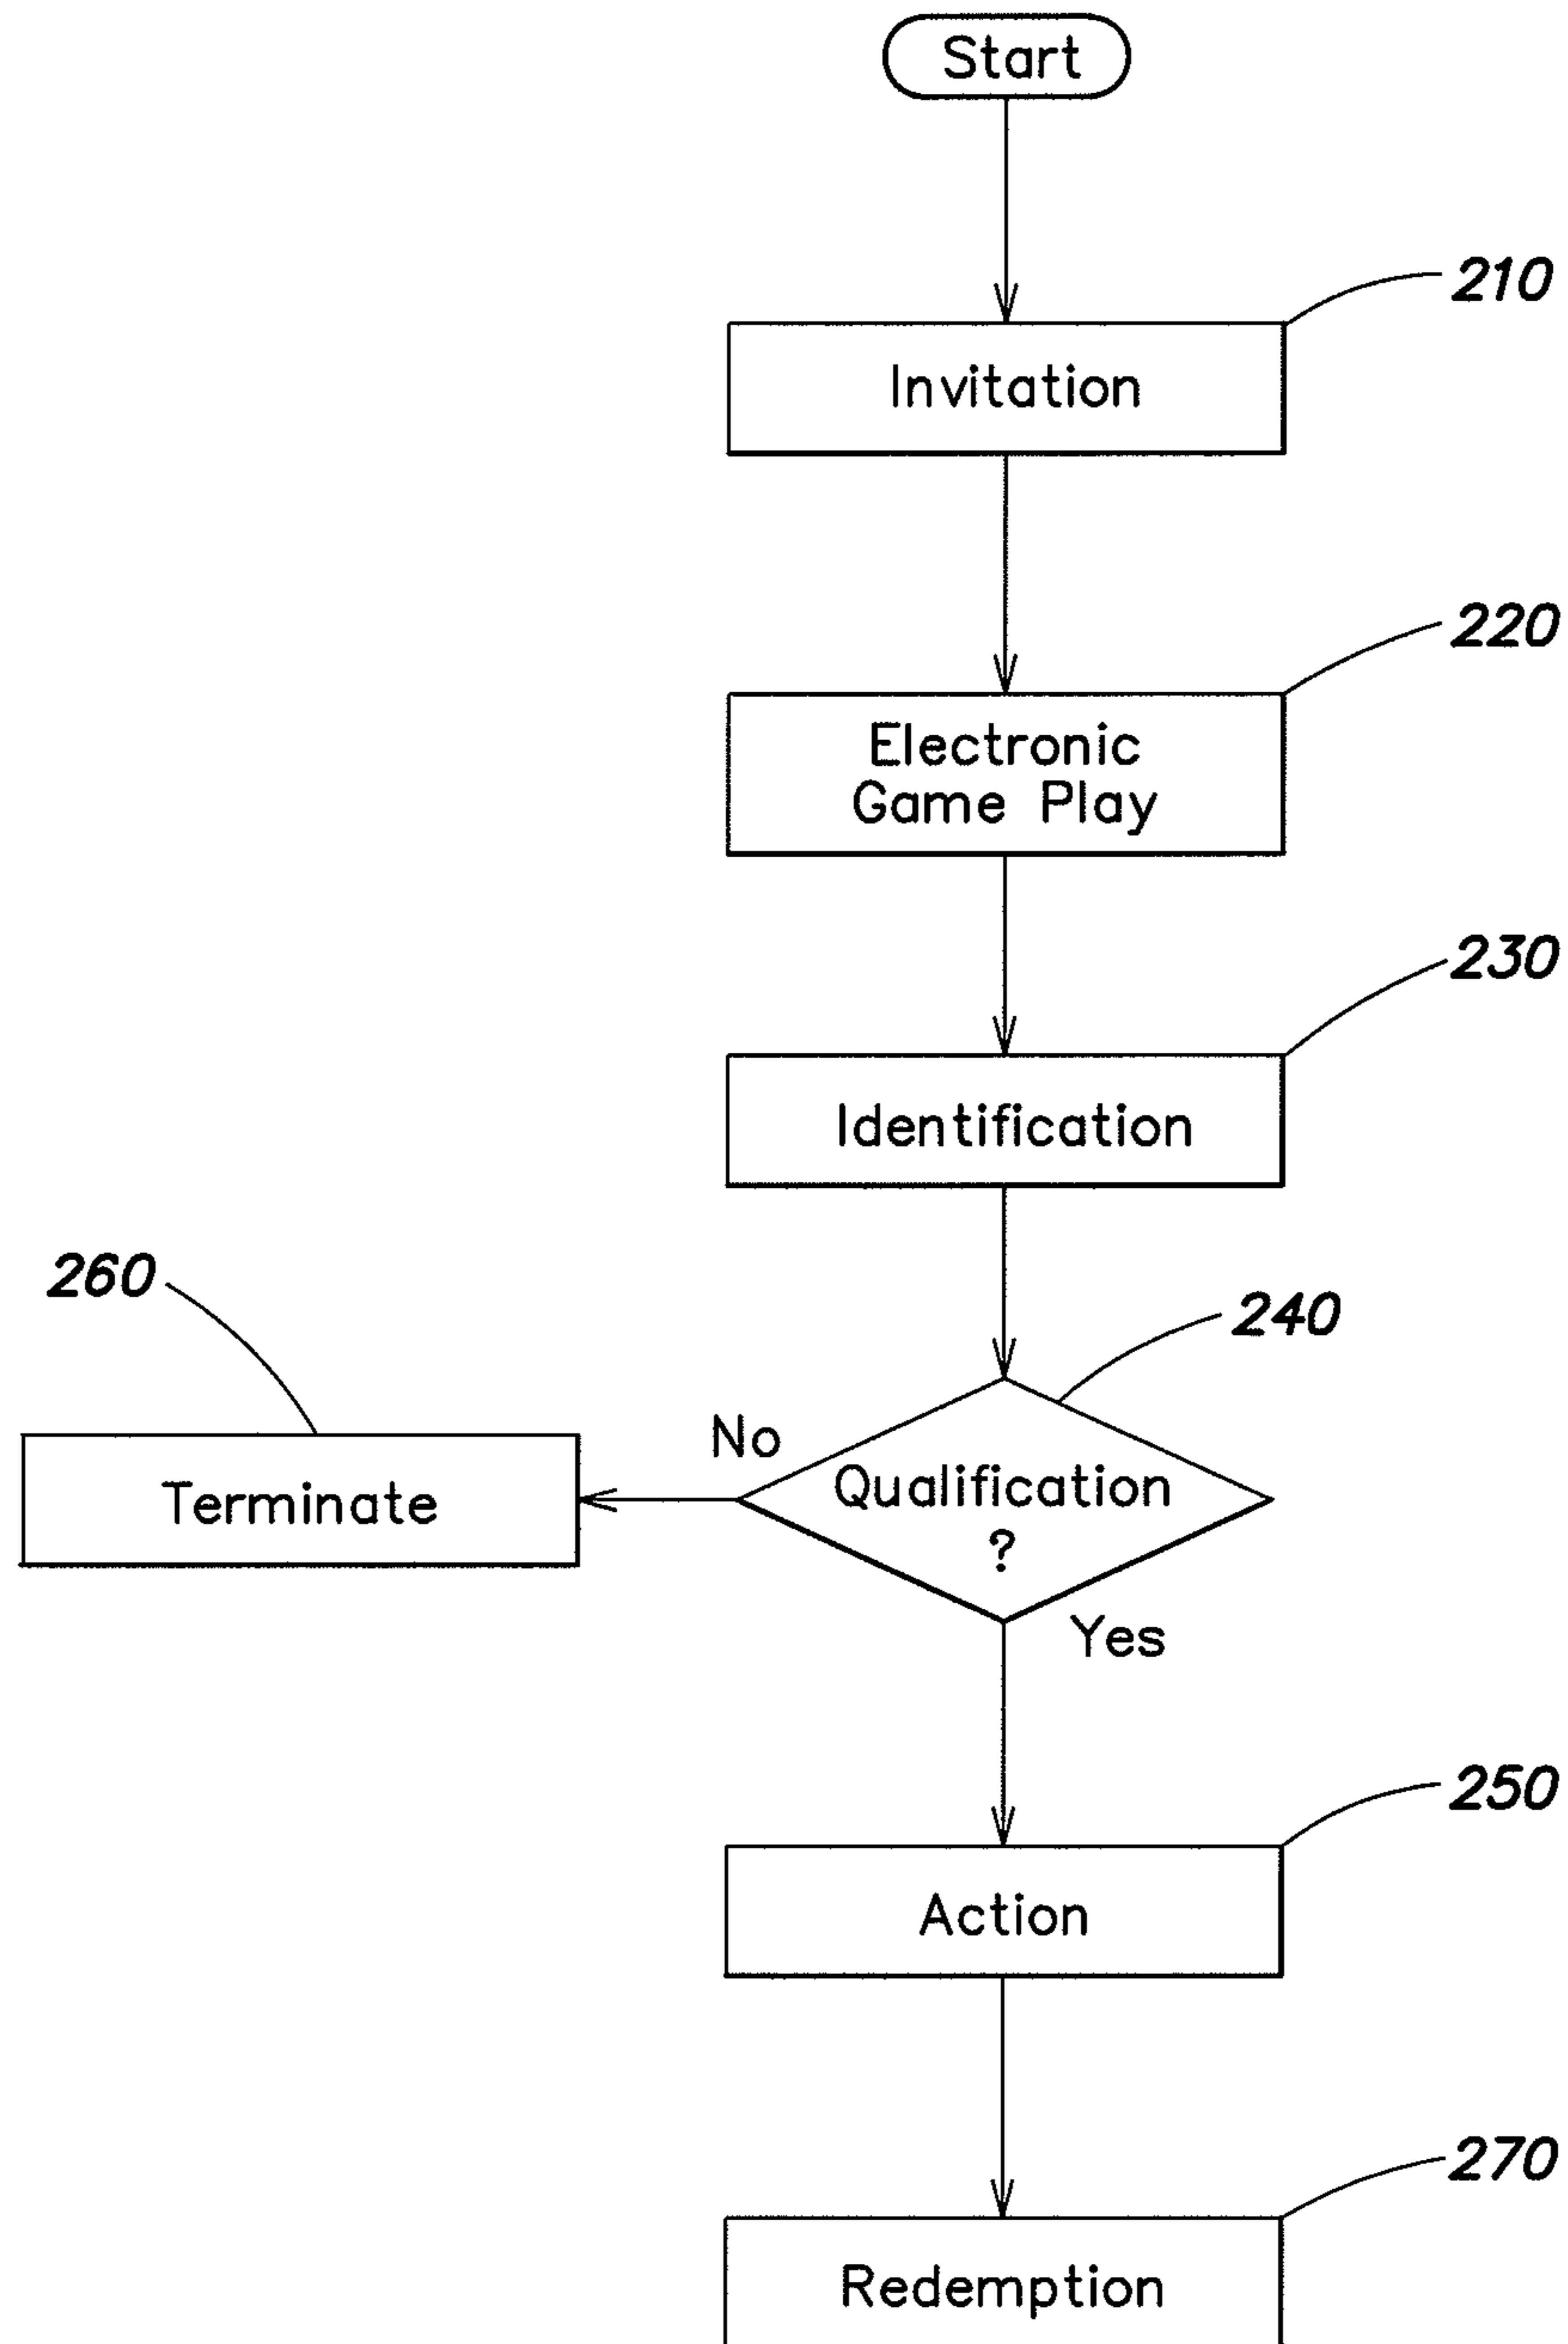 Start
210
Invitation
220
Electronic
Game Play
230
Identification
260
240
No
Qualification
?
Terminate
Yes
250
Action
270
Redemption